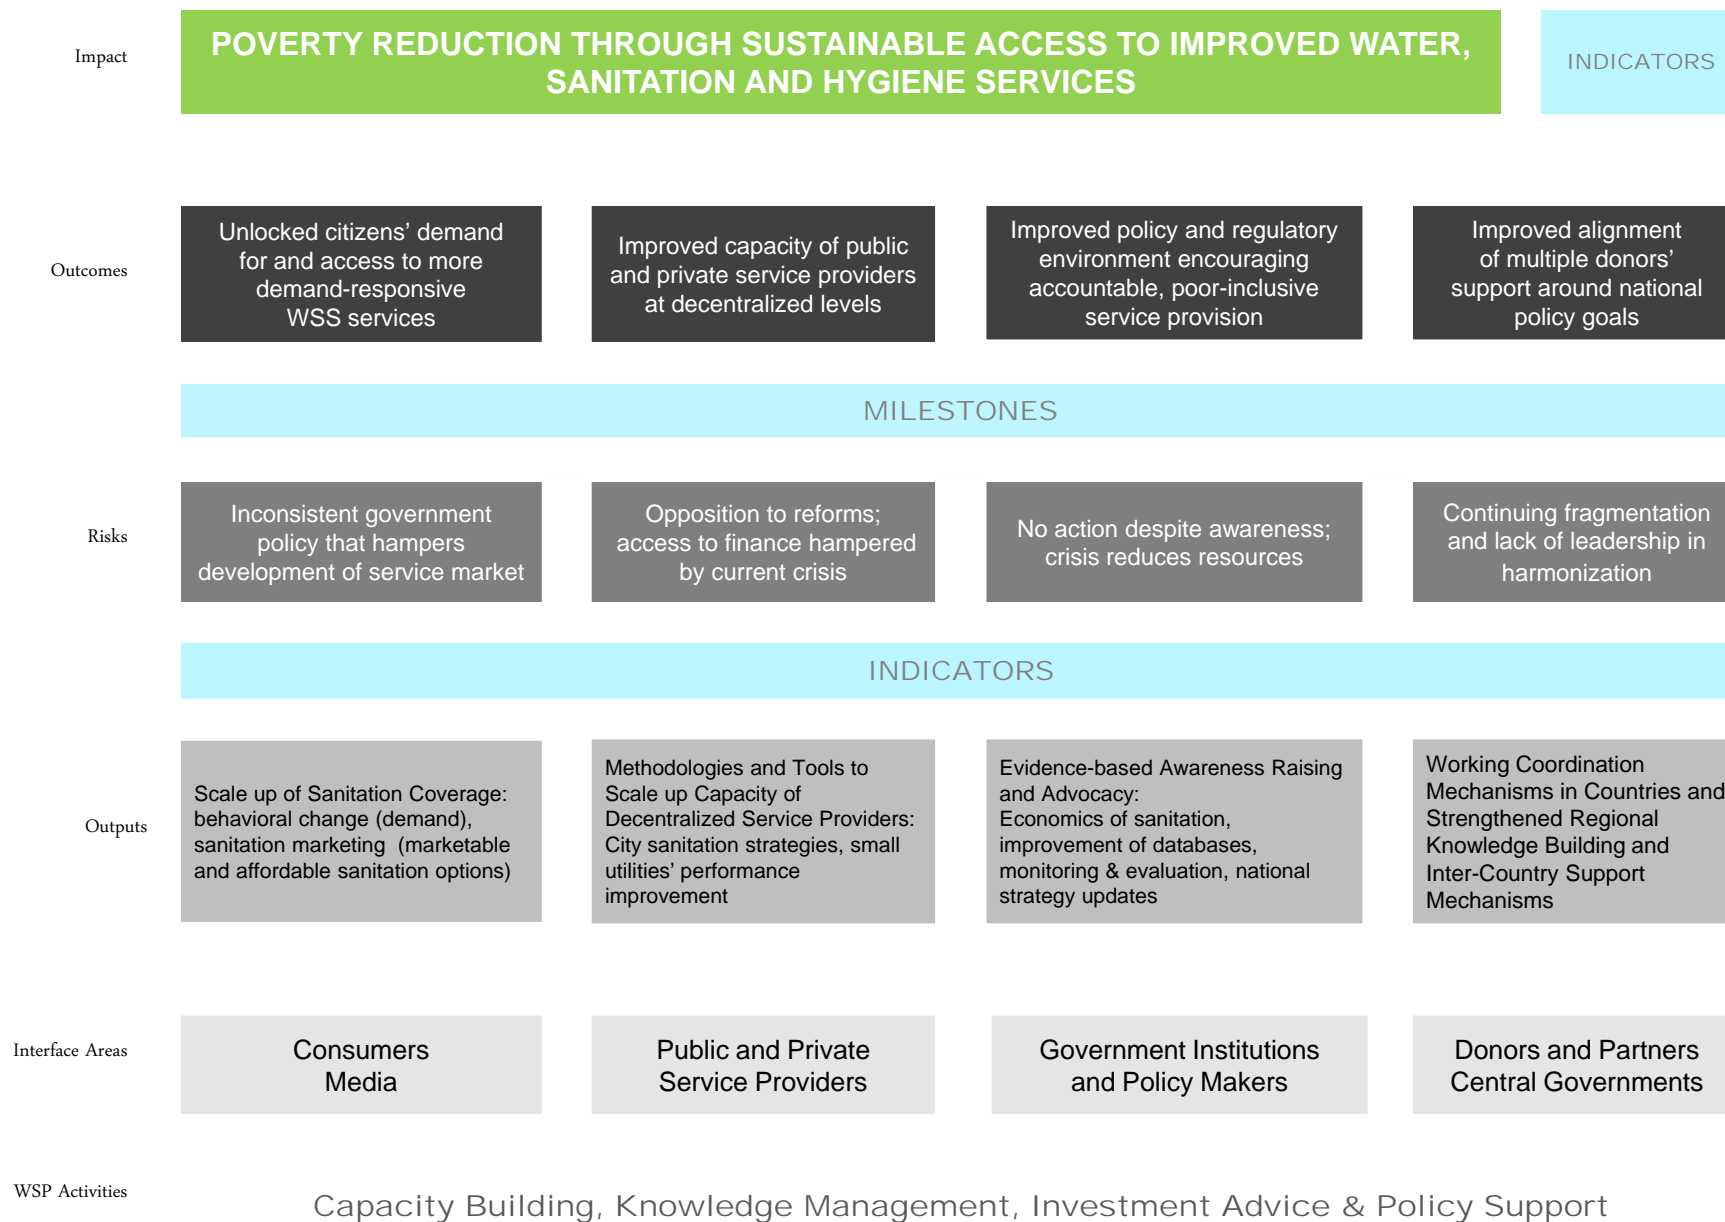 Impact
POVERTY REDUCTION THROUGH SUSTAINABLE ACCESS TO IMPROVED WATER,
SANITATION AND HYGIENE SERVICES
INDICATORS
Outcomes
Unlocked citizens’ demand
for and access to more
demand-responsive
WSS services
Improved capacity of public
and private service providers
at decentralized levels
Improved policy and regulatory
environment encouraging
accountable, poor-inclusive
service provision
Improved alignment
of multiple donors’
support around national
policy goals
MILESTONES
Risks
Inconsistent government
policy that hampers
development of service market
Opposition to reforms;
access to finance hampered
by current crisis
No action despite awareness;
crisis reduces resources
Continuing fragmentation
and lack of leadership in
harmonization
INDICATORS
Outputs
Scale up of Sanitation Coverage:
behavioral change (demand),
sanitation marketing (marketable
and affordable sanitation options)
Methodologies and Tools to
Scale up Capacity of
Decentralized Service Providers:
City sanitation strategies, small
utilities’ performance
improvement
Evidence-based Awareness Raising
and Advocacy:
Economics of sanitation,
improvement of databases,
monitoring & evaluation, national
strategy updates
Working Coordination
Mechanisms in Countries and
Strengthened Regional
Knowledge Building and
Inter-Country Support
Mechanisms
Interface Areas
Consumers
Media
Public and Private
Service Providers
Government Institutions
and Policy Makers
Donors and Partners
Central Governments
WSP Activities
Capacity Building, Knowledge Management, Investment Advice & Policy Support